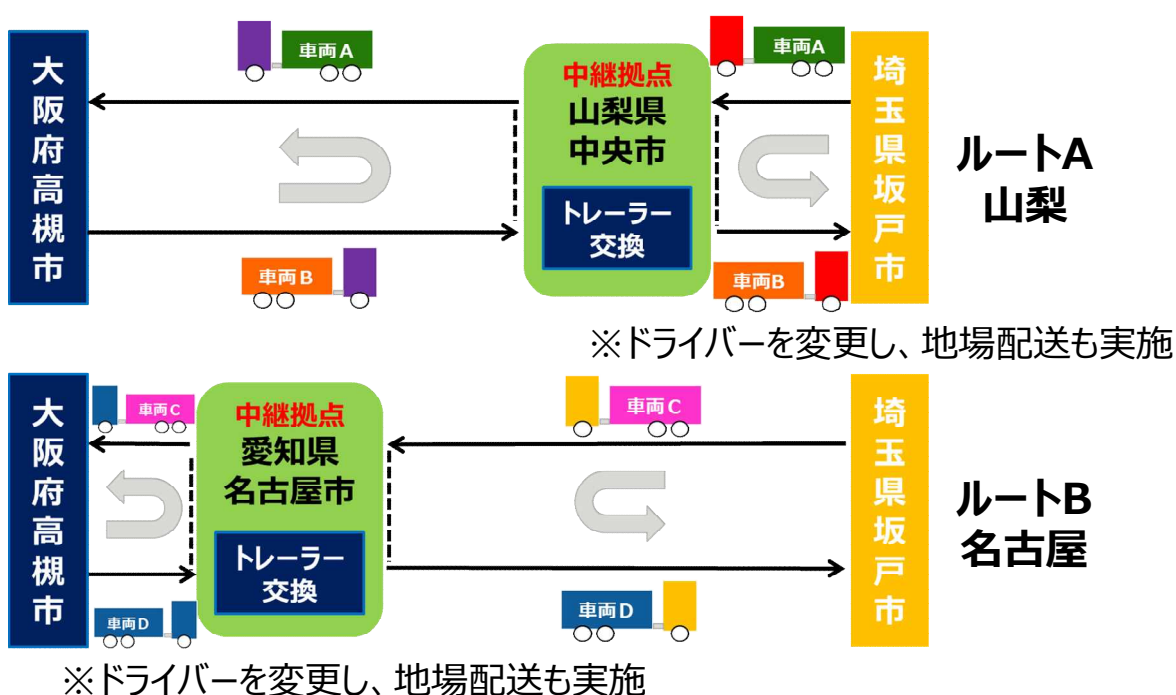 大阪府高槻市
車両A
中継拠点
山梨県
中央市
トレーラー
交換
車両A
埼玉県坂戸市
ルートA
山梨
車両B
車両B
※ドライバーを変更し、地場配送も実施
大阪府高槻市
車両C
中継拠点
愛知県
名古屋市
トレーラー
交換
車両C
埼玉県坂戸市
ルートB
名古屋
車両D
車両D
※ドライバーを変更し、地場配送も実施